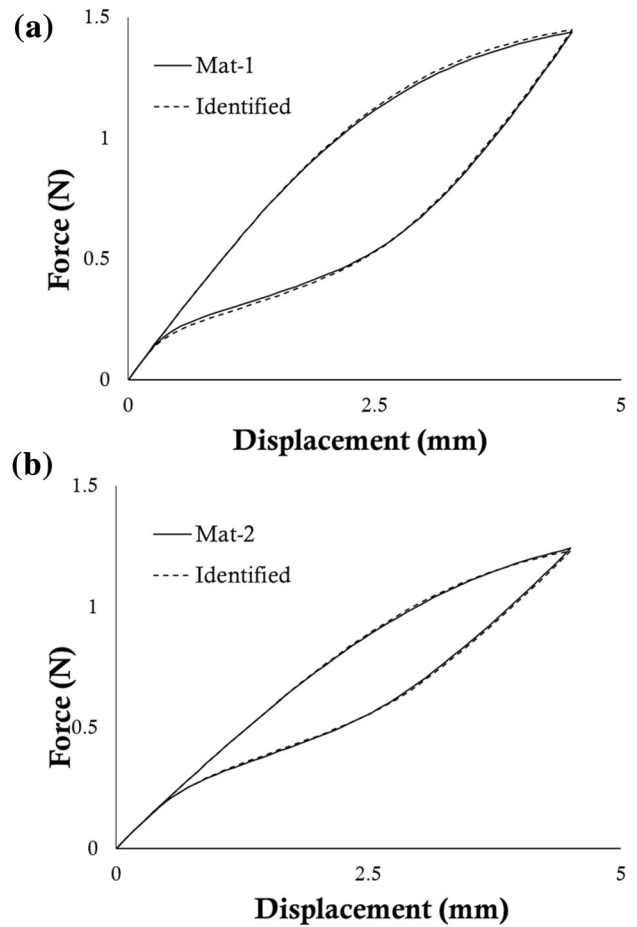 (a)
1.5
Mat-1
Identified
1
0.5
0
Force (N)
0
2.5
5
Displacement (mm)
(b)
1.5
Mat-2
Identified
1
0.5
0
Force (N)
0
2.5
5
Displacement (mm)